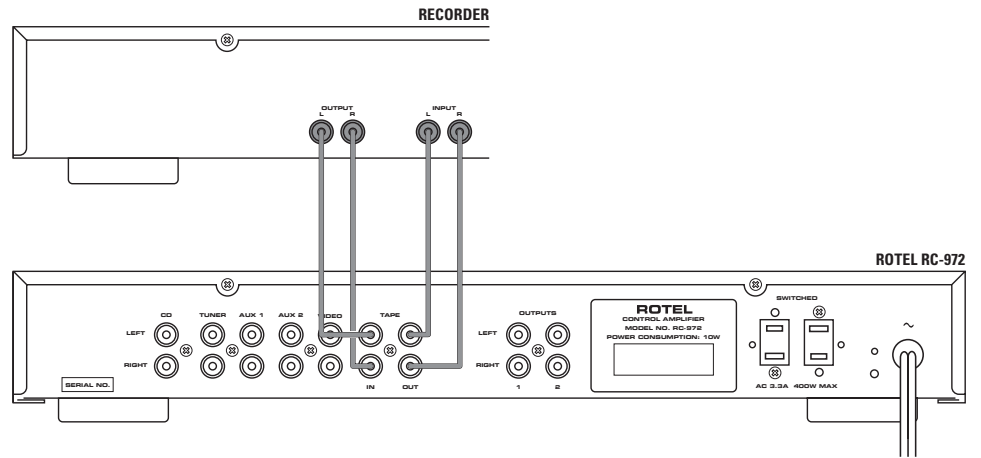 RECORDER
OUTPUT INPUT
L R L R
ROTEL RC-972
CD TUNER AUX 1 AUX 2 VIDEO TAPE OUTPUTS
LEFT LEFT
RIGHT RIGHT
IN OUT 1 2
SERIAL NO.
ROTEL
CONTROL AMPLIFIER
MODEL NO. RC-972
POWER CONSUMPTION: 10W
SWITCHED
AC 3.3A 400W MAX
~